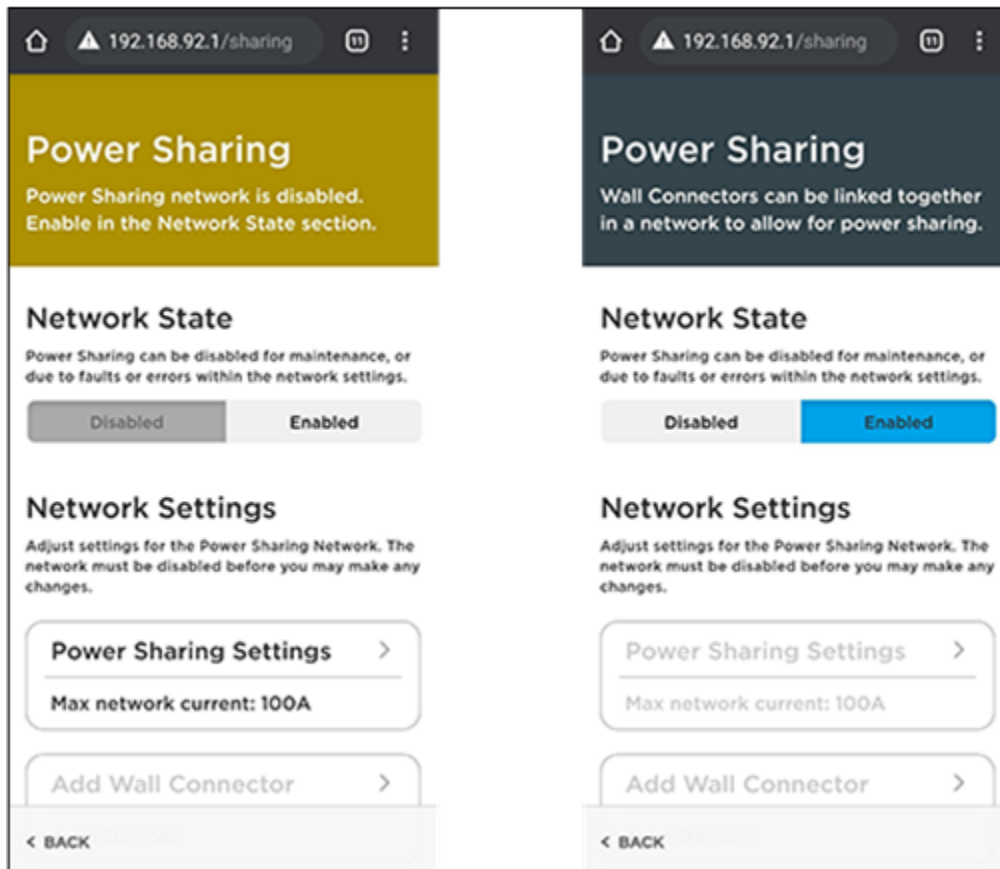 192.168.92.1/sharing
11
Power Sharing
Power Sharing network is disabled.
Enable in the Network State section.
Network State
Power Sharing can be disabled for maintenance, or
due to faults or errors within the network settings.
Disabled
Enabled
Network Settings
Adjust settings for the Power Sharing Network. The
network must be disabled before you may make any
changes.
Power Sharing Settings
Max network current: 100A
Add Wall Connector
< BACK
192.168.92.1/sharing
11
Power Sharing
Wall Connectors can be linked together
in a network to allow for power sharing.
Network State
Power Sharing can be disabled for maintenance, or
due to faults or errors within the network settings.
Disabled
Enabled
Network Settings
Adjust settings for the Power Sharing Network. The
network must be disabled before you may make any
changes.
Power Sharing Settings
Max network current: 100A
Add Wall Connector
Devices
< BACK